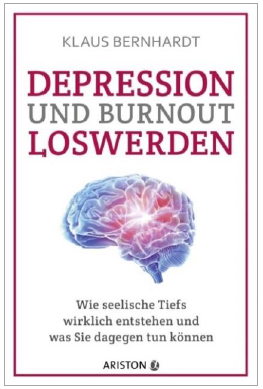 KLAUS BERNHARDT
DEPRESSION
UND BURNOUT
LOSWERDEN
Wie seelische Tiefs
wirklich entstehen und
was Sie dagegen tun können
ARISTON